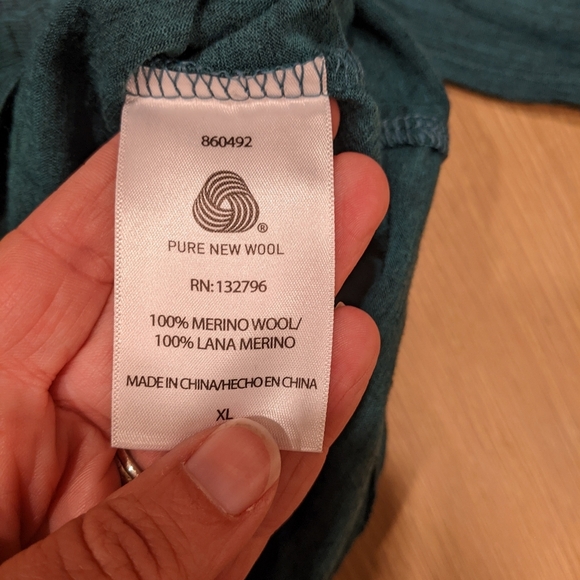 860492
®
PURE NEW WOOL
RN: 132796
100% MERINO WOOL/
100% LANA MERINO
MADE IN CHINA/HECHO EN CHINA
XL